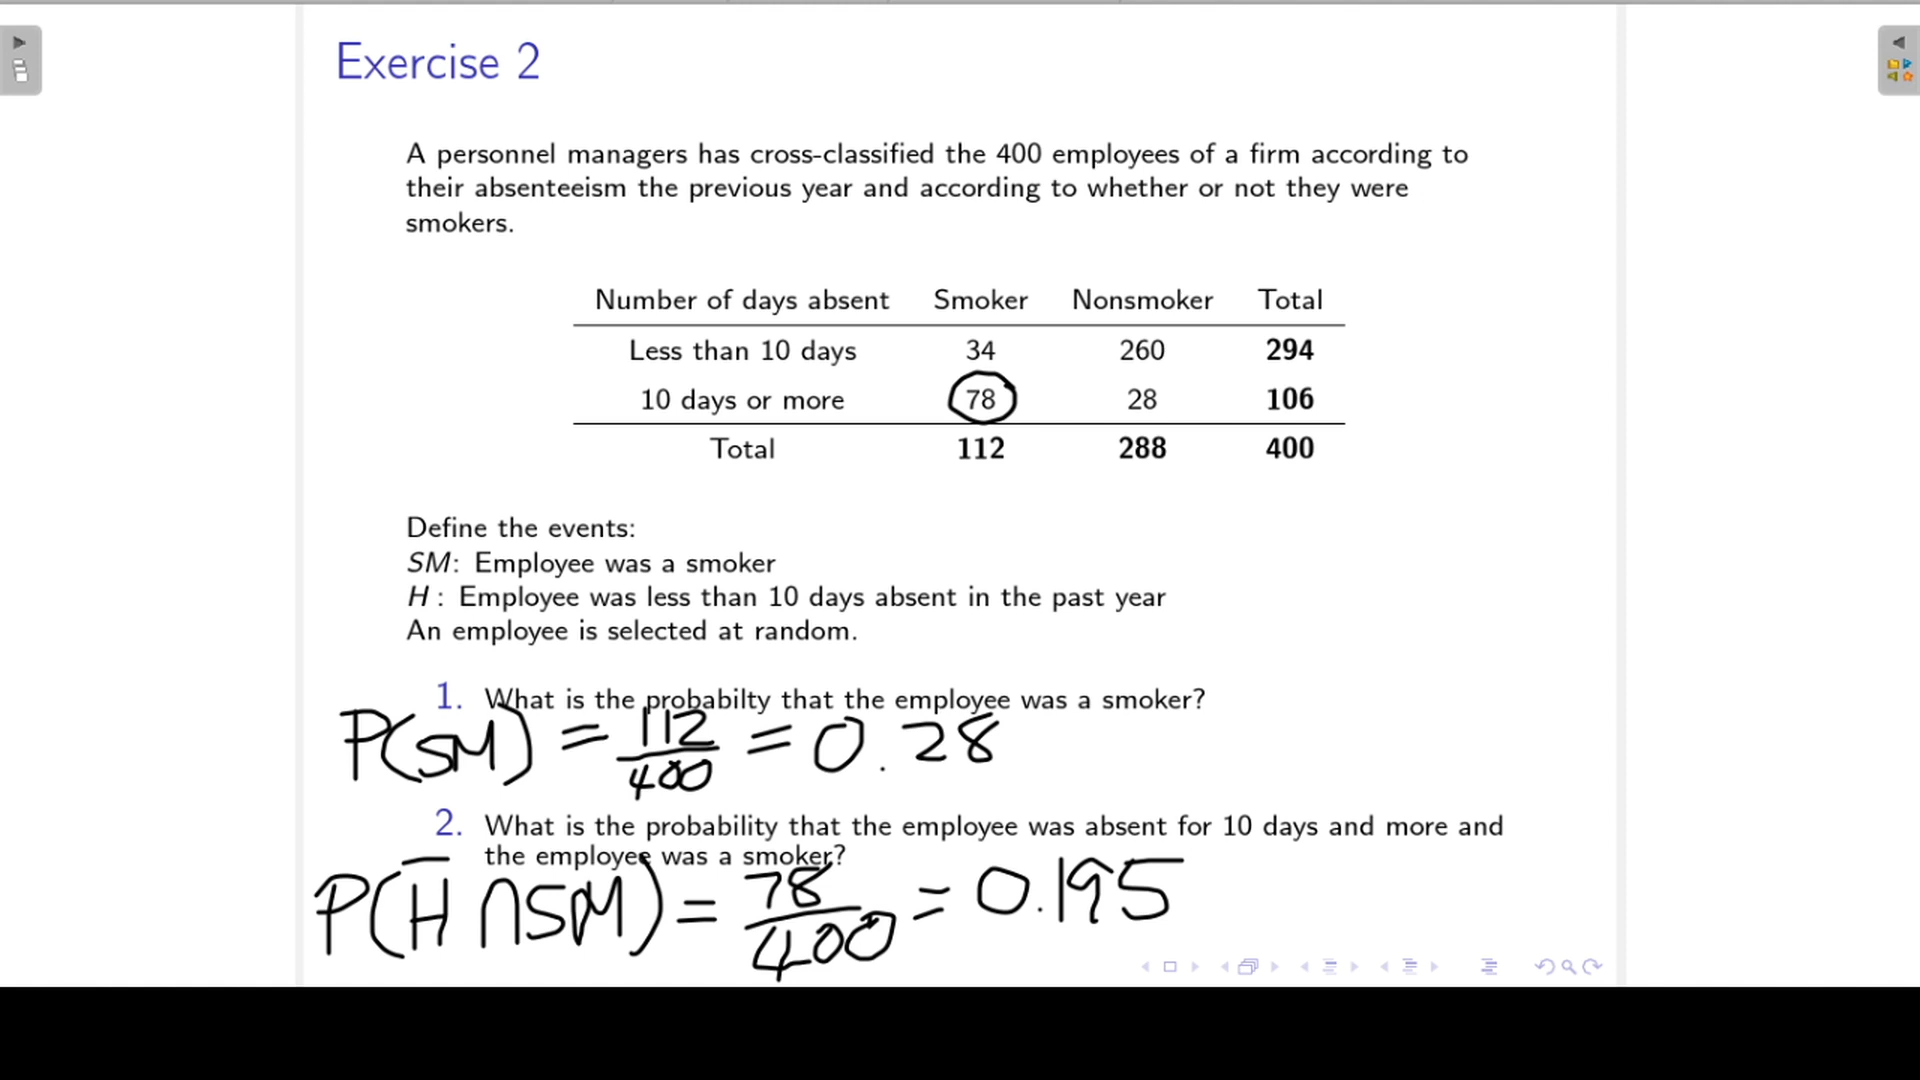 Exercise 2
A personnel managers has cross-classified the 400 employees of a firm according to
their absenteeism the previous year and according to whether or not they were
smokers.
Number of days absent Smoker Nonsmoker Total
Less than 10 days 34 260 294
10 days or more 78 28 106
Total 112 288 400
Define the events:
SM: Employee was a smoker
H : Employee was less than 10 days absent in the past year
An employee is selected at random.
1. What is the probabilty that the employee was a smoker?
P(SM) = 112/400 = 0.28
2. What is the probability that the employee was absent for 10 days and more and
the employee was a smoker?
P(H̅ ∩ SM) = 78/400 = 0.195